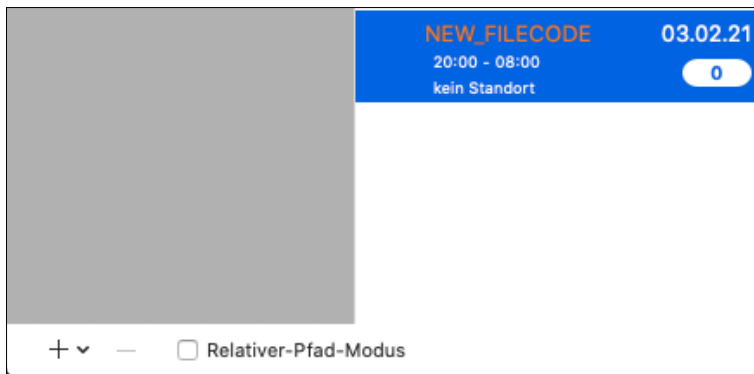 NEW_FILECODE 03.02.21
20:00 - 08:00
0
kein Standort
Relativer-Pfad-Modus